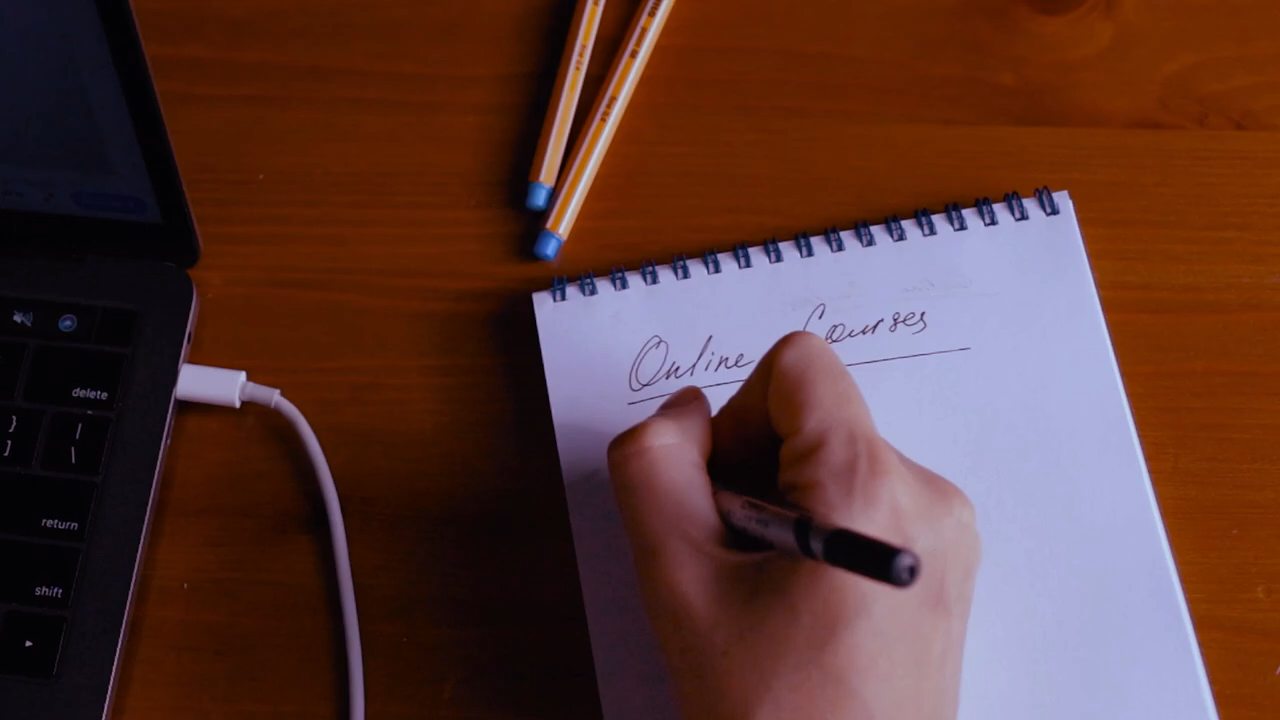 Online Courses
delete
}
]
|
\
return
shift